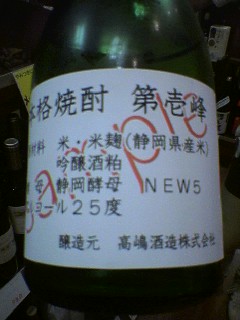 本格焼酎 第壱峰
原材料 米・米麹(静岡県産米)
吟醸酒粕
酵母 静岡酵母 NEW5
アルコール25度
醸造元 高嶋酒造株式会社
sample